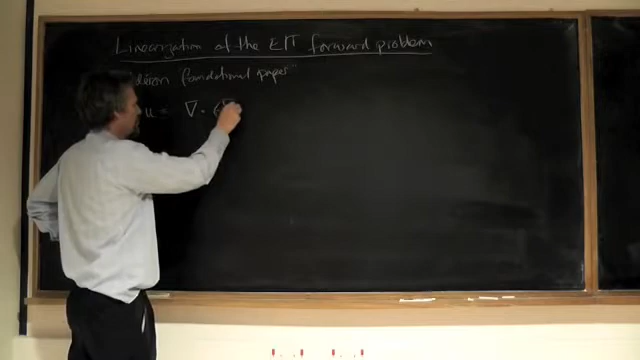 Linearization of the EIT forward problem
foundational paper"
u = ∇ · (